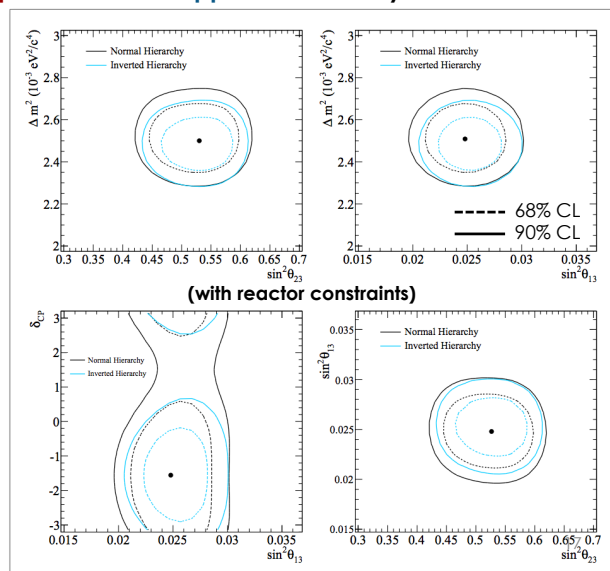 Δ m² (10⁻³ eV²/c⁴)
3
2.8
2.6
2.4
2.2
2
Normal Hierarchy
Inverted Hierarchy
0.3 0.35 0.4 0.45 0.5 0.55 0.6 0.65 0.7
sin²θ₂₃
Δ m² (10⁻³ eV²/c⁴)
3
2.8
2.6
2.4
2.2
2
Normal Hierarchy
Inverted Hierarchy
68% CL
90% CL
0.015 0.02 0.025 0.03 0.035
sin²θ₁₃
(with reactor constraints)
δCP
3
2
1
0
-1
-2
-3
Normal Hierarchy
Inverted Hierarchy
0.015 0.02 0.025 0.03 0.035
sin²θ₁₃
sin²θ₁₃
0.035
0.03
0.025
0.02
0.015
Normal Hierarchy
Inverted Hierarchy
0.3 0.35 0.4 0.45 0.5 0.55 0.6 0.65 0.7
sin²θ₂₃
17